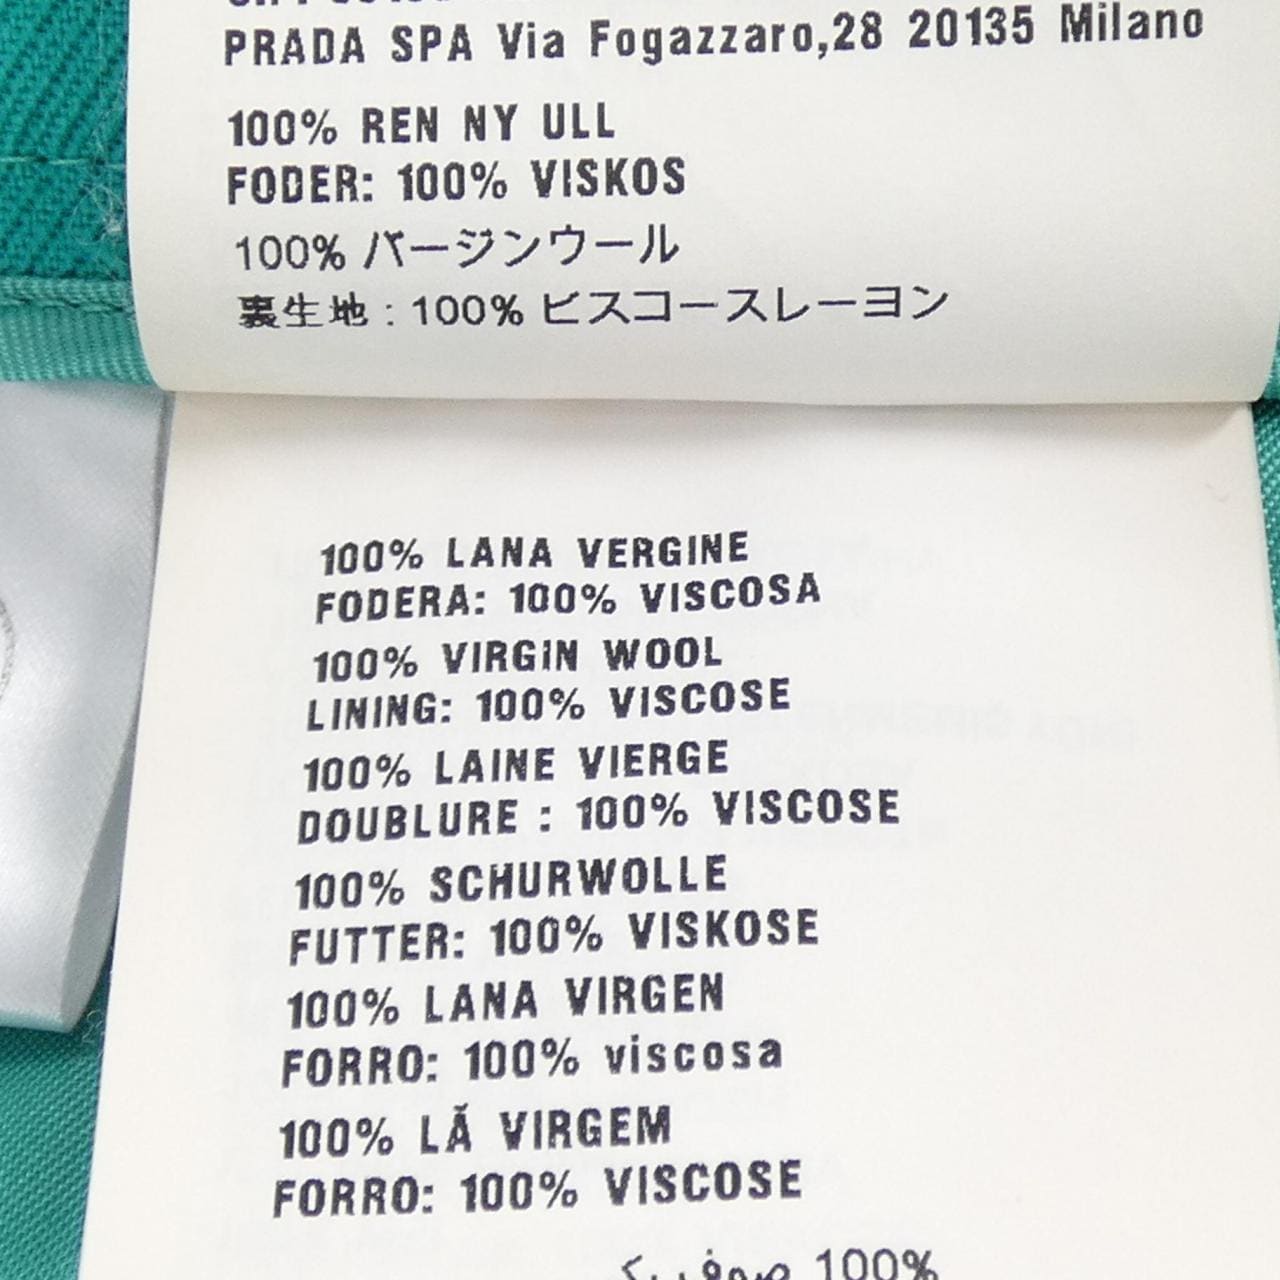 PRADA SPA Via Fogazzaro,28 20135 Milano
100% REN NY ULL
FODER: 100% VISKOS
100% バージンウール
裏生地 : 100% ビスコースレーヨン
100% LANA VERGINE
FODERA: 100% VISCOSA
100% VIRGIN WOOL
LINING: 100% VISCOSE
100% LAINE VIERGE
DOUBLURE : 100% VISCOSE
100% SCHURWOLLE
FUTTER: 100% VISKOSE
100% LANA VIRGEN
FORRO: 100% viscosa
100% LÃ VIRGEM
FORRO: 100% VISCOSE
100% صوف